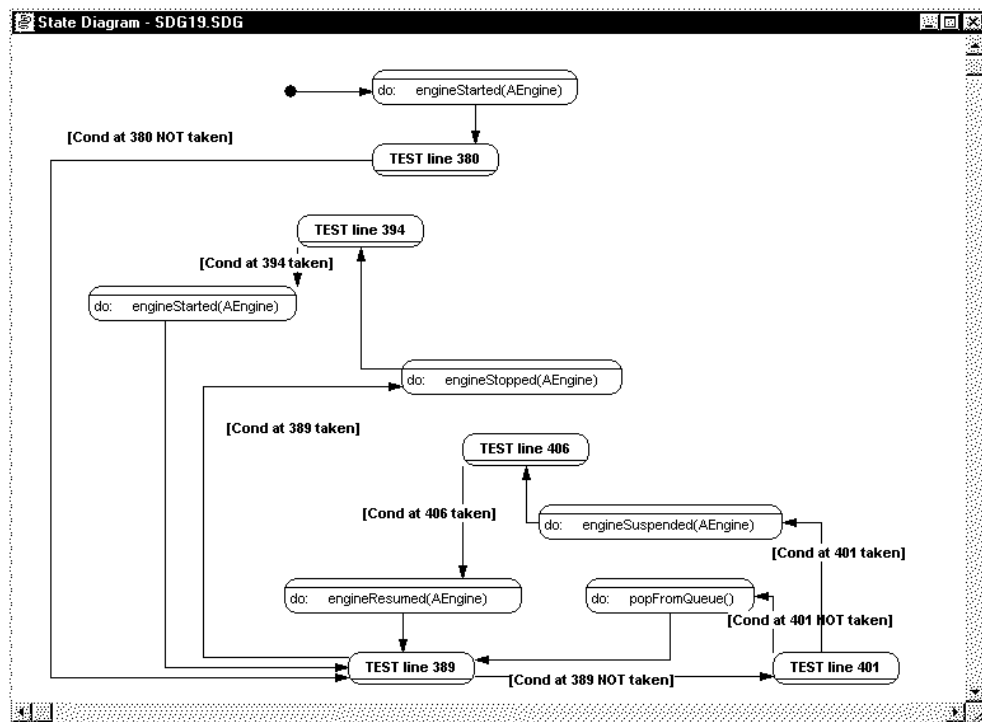 State Diagram - SDG19.SDG
do: engineStarted(AEngine)
[Cond at 380 NOT taken]
TEST line 380
TEST line 394
[Cond at 394 taken]
do: engineStarted(AEngine)
do: engineStopped(AEngine)
[Cond at 389 taken]
TEST line 406
[Cond at 406 taken]
do: engineSuspended(AEngine)
[Cond at 401 taken]
do: engineResumed(AEngine)
do: popFromQueue()
[Cond at 401 NOT taken]
TEST line 389
[Cond at 389 NOT taken]
TEST line 401